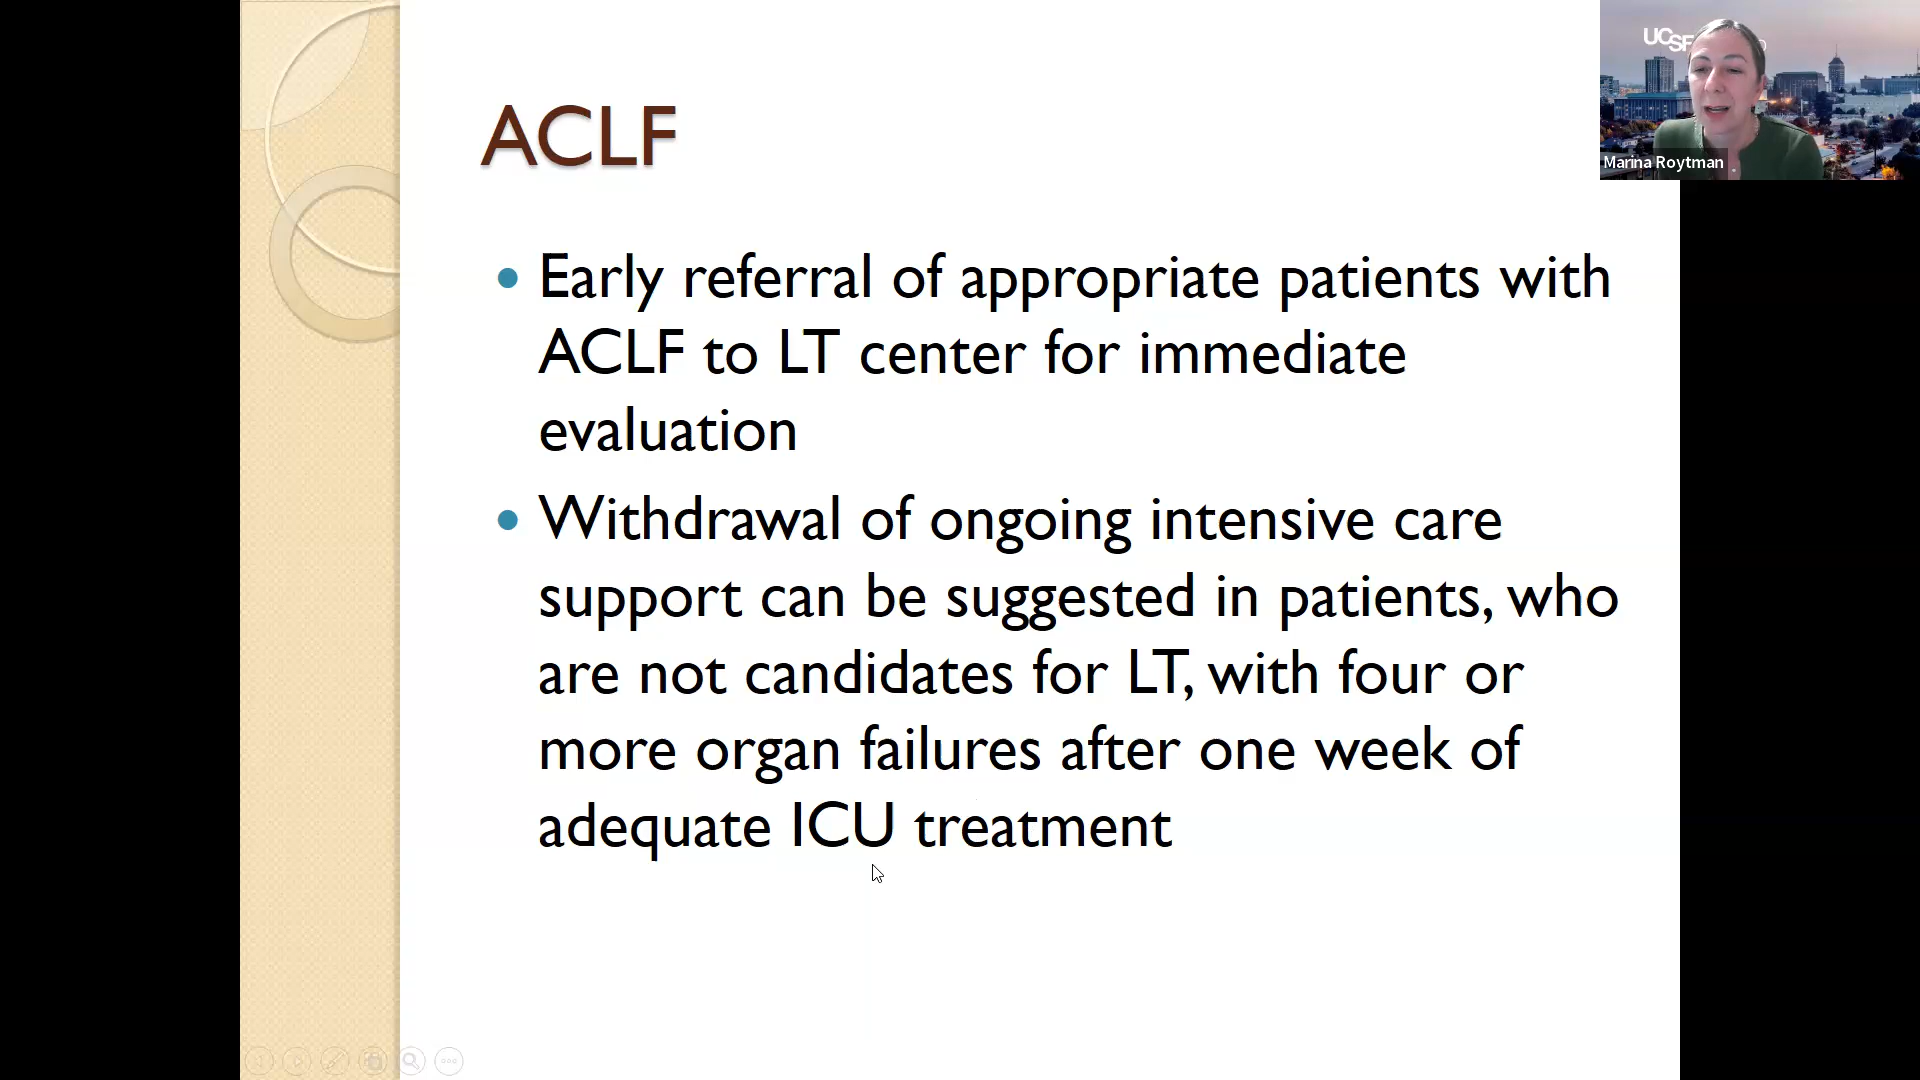 ACLF
Early referral of appropriate patients with
ACLF to LT center for immediate
evaluation
Withdrawal of ongoing intensive care
support can be suggested in patients, who
are not candidates for LT, with four or
more organ failures after one week of
adequate ICU treatment
UCSF
Marina Roytman